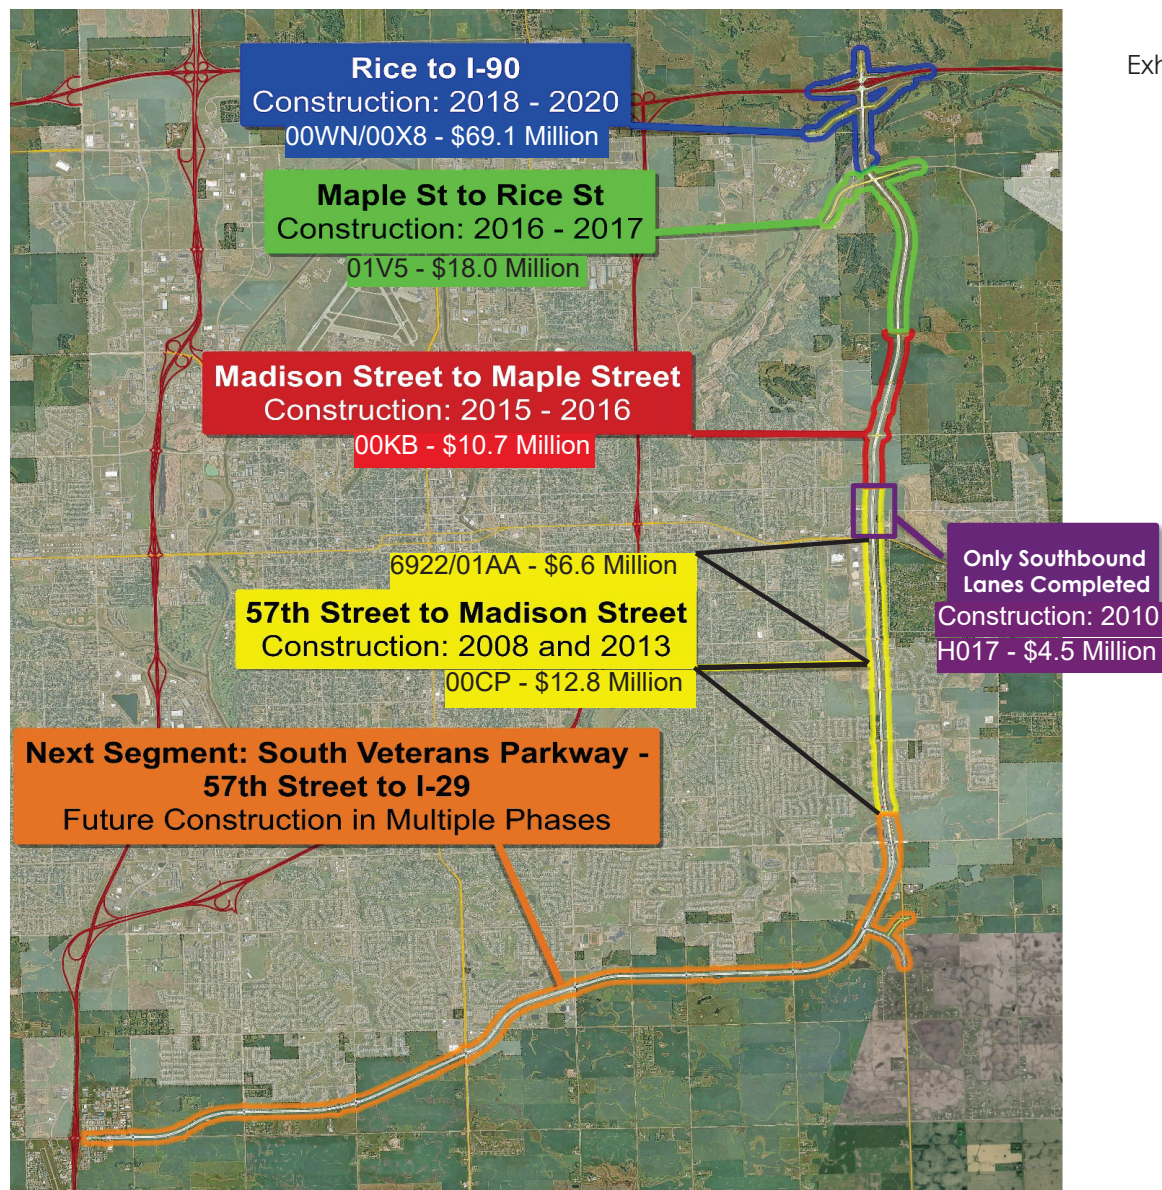 Exh
Rice to I-90
Construction: 2018 - 2020
00WN/00X8 - $69.1 Million
Maple St to Rice St
Construction: 2016 - 2017
01V5 - $18.0 Million
Madison Street to Maple Street
Construction: 2015 - 2016
00KB - $10.7 Million
Only Southbound
Lanes Completed
Construction: 2010
H017 - $4.5 Million
6922/01AA - $6.6 Million
57th Street to Madison Street
Construction: 2008 and 2013
00CP - $12.8 Million
Next Segment: South Veterans Parkway -
57th Street to I-29
Future Construction in Multiple Phases